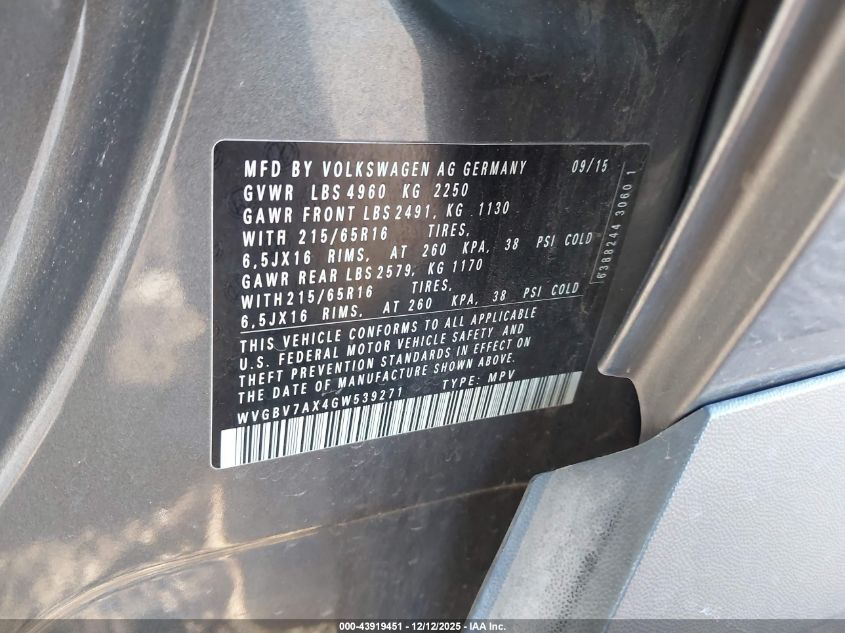 MFD BY VOLKSWAGEN AG GERMANY 09/15
GVWR LBS 4960 KG 2250
GAWR FRONT LBS 2491, KG 1130
WITH 215/65R16 TIRES,
6,5JX16 RIMS, AT 260 KPA, 38 PSI COLD
GAWR REAR LBS 2579, KG 1170
WITH 215/65R16 TIRES,
6,5JX16 RIMS, AT 260 KPA, 38 PSI COLD
THIS VEHICLE CONFORMS TO ALL APPLICABLE
U.S. FEDERAL MOTOR VEHICLE SAFETY AND
THEFT PREVENTION STANDARDS IN EFFECT ON
THE DATE OF MANUFACTURE SHOWN ABOVE.
WVGBV7AX4GW539271 TYPE: MPV
6388244 3060 1
000-43919451 - 12/12/2025 - IAA Inc.